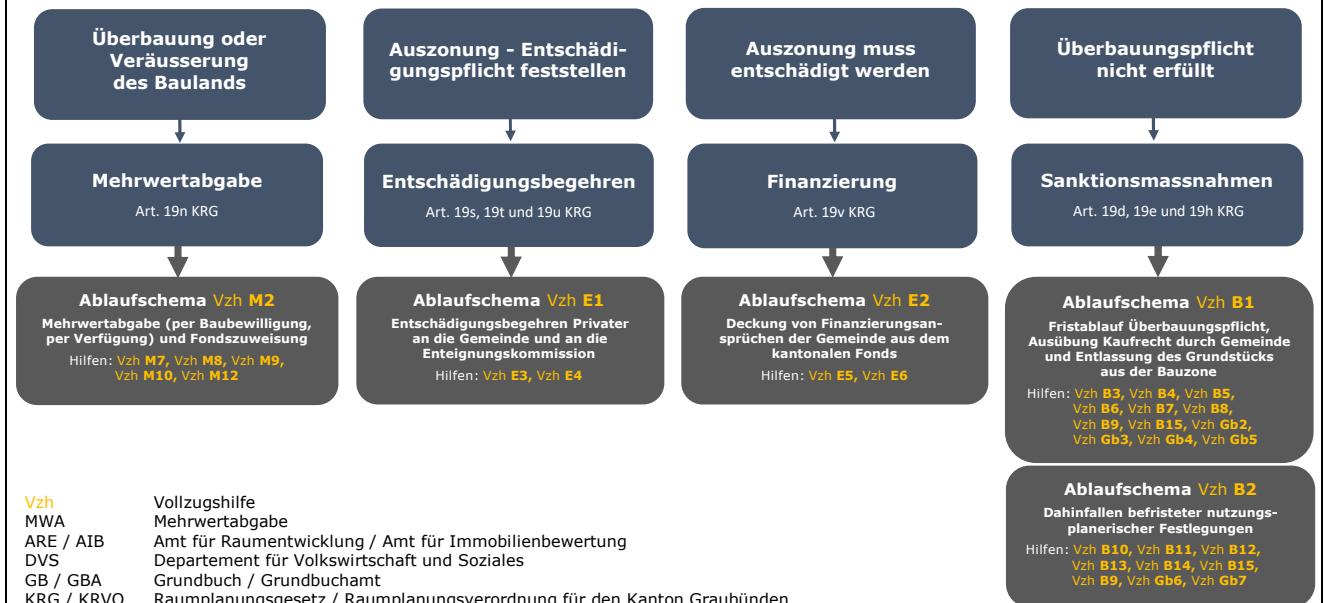 Überbauung oder
Veräusserung
des Baulands
Mehrwertabgabe
Art. 19n KRG
Ablaufschema Vzh M2
Mehrwertabgabe (per Baubewilligung,
per Verfügung) und Fondszuweisung
Hilfen: Vzh M7, Vzh M8, Vzh M9,
Vzh M10, Vzh M12
Auszonung - Entschädi-
gungspflicht feststellen
Entschädigungsbegehren
Art. 19s, 19t und 19u KRG
Ablaufschema Vzh E1
Entschädigungsbegehren Privater
an die Gemeinde und an die
Enteignungskommission
Hilfen: Vzh E3, Vzh E4
Auszonung muss
entschädigt werden
Finanzierung
Art. 19v KRG
Ablaufschema Vzh E2
Deckung von Finanzierungsan-
sprüchen der Gemeinde aus dem
kantonalen Fonds
Hilfen: Vzh E5, Vzh E6
Überbauungspflicht
nicht erfüllt
Sanktionsmassnahmen
Art. 19d, 19e und 19h KRG
Ablaufschema Vzh B1
Fristablauf Überbauungspflicht,
Ausübung Kaufrecht durch Gemeinde
und Entlassung des Grundstücks
aus der Bauzone
Hilfen: Vzh B3, Vzh B4, Vzh B5,
Vzh B6, Vzh B7, Vzh B8,
Vzh B9, Vzh B15, Vzh Gb2,
Vzh Gb3, Vzh Gb4, Vzh Gb5
Ablaufschema Vzh B2
Dahinfallen befristeter nutzungs-
planerischer Festlegungen
Hilfen: Vzh B10, Vzh B11, Vzh B12,
Vzh B13, Vzh B14, Vzh B15,
Vzh B9, Vzh Gb6, Vzh Gb7
Vzh Vollzugshilfe
MWA Mehrwertabgabe
ARE / AIB Amt für Raumentwicklung / Amt für Immobilienbewertung
DVS Departement für Volkswirtschaft und Soziales
GB / GBA Grundbuch / Grundbuchamt
KRG / KRVO Raumplanungsgesetz / Raumplanungsverordnung für den Kanton Graubünden